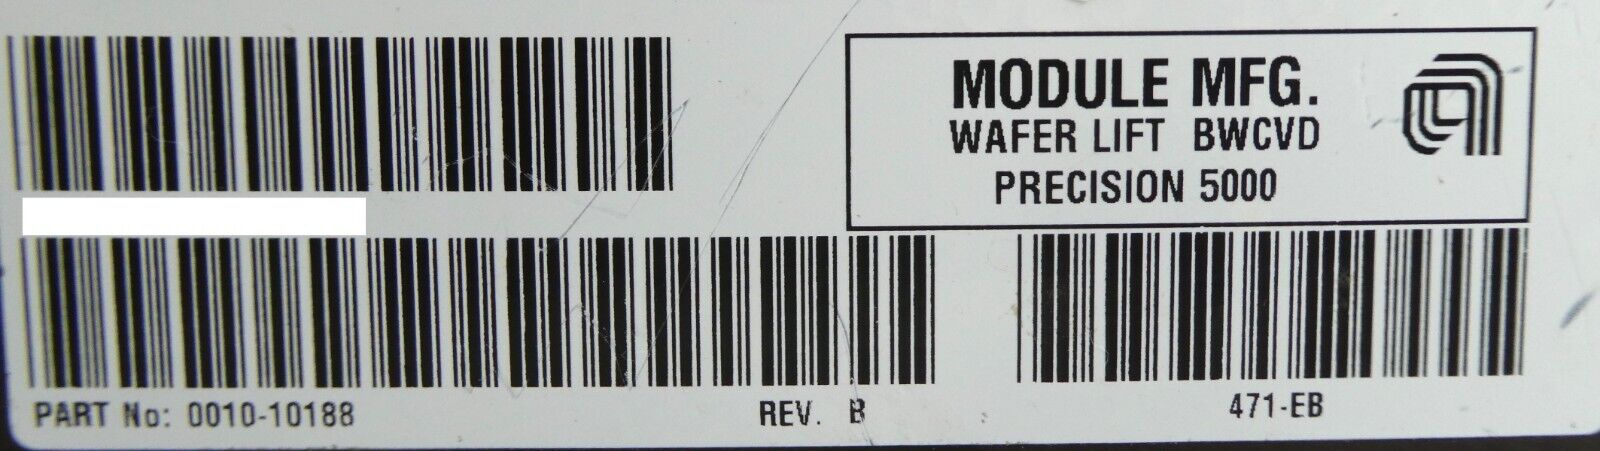 MODULE MFG.
WAFER LIFT BWCVD
PRECISION 5000
PART No: 0010-10188 REV. B
471-EB